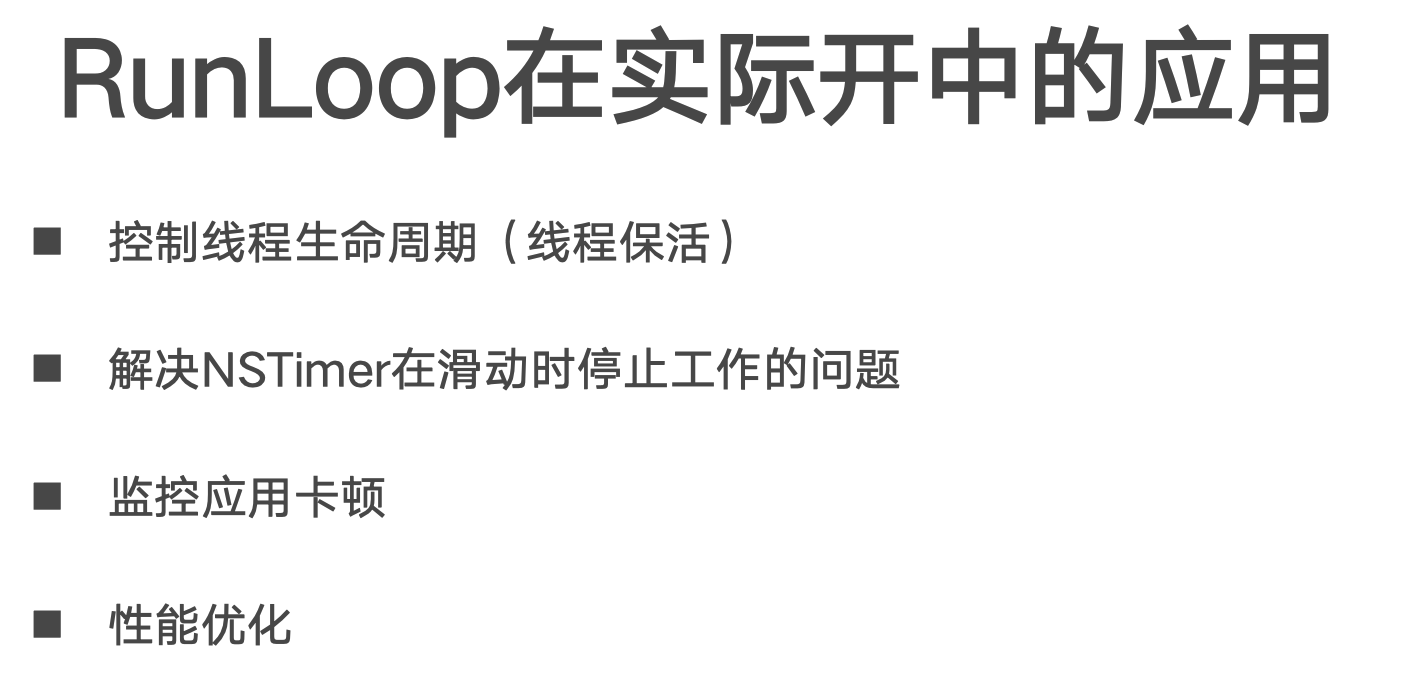 RunLoop在实际开中的应用
■ 控制线程生命周期（线程保活）
■ 解决NSTimer在滑动时停止工作的问题
■ 监控应用卡顿
■ 性能优化